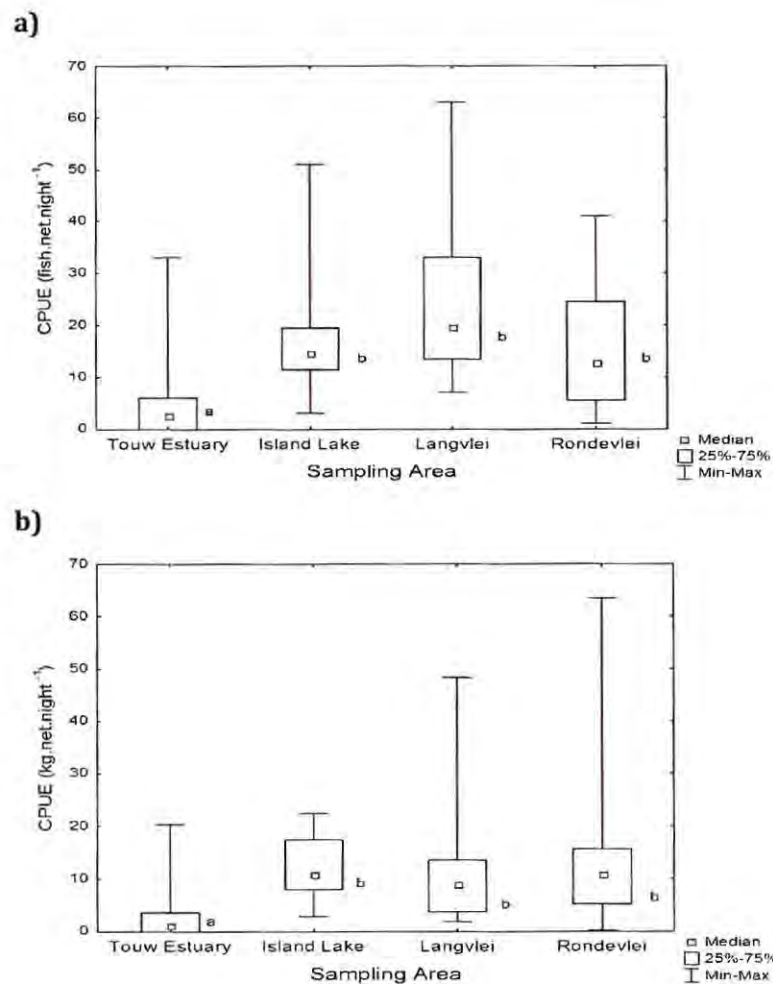 a)
70
60
50
40
30
20
10
0
CPUE (fish.net.night⁻¹)
a
b
b
b
Touw Estuary Island Lake Langvlei Rondevlei
Sampling Area
Median
25%-75%
Min-Max
b)
70
60
50
40
30
20
10
0
CPUE (kg.net.night⁻¹)
a
b
b
b
Touw Estuary Island Lake Langvlei Rondevlei
Sampling Area
Median
25%-75%
Min-Max